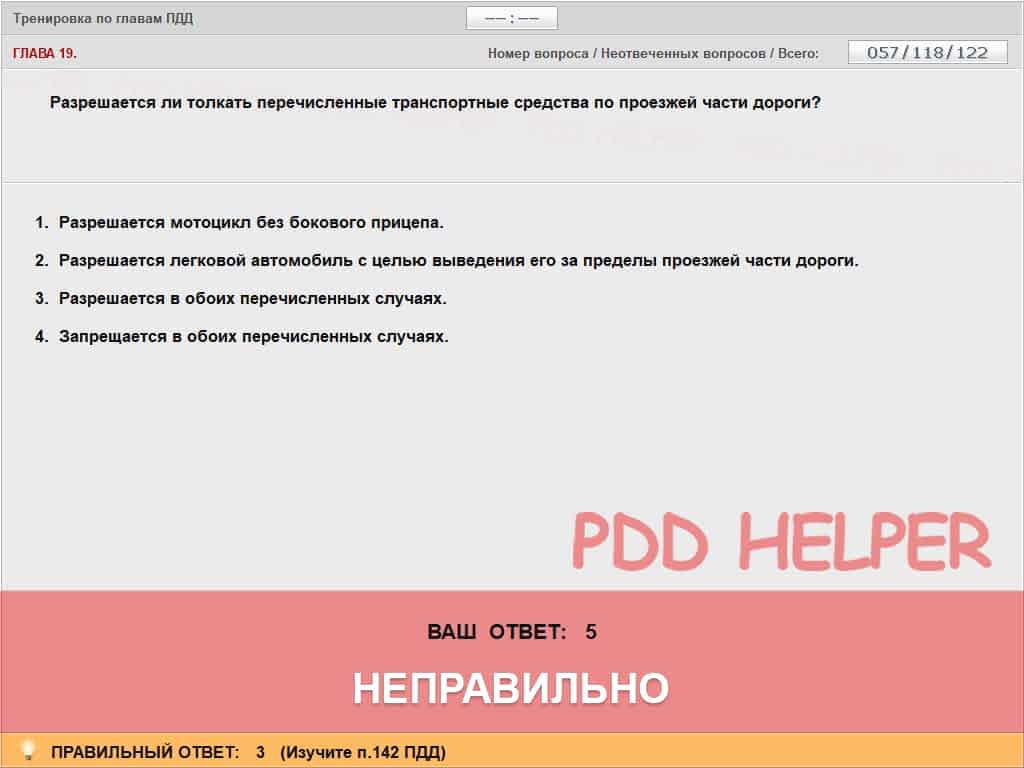 Тренировка по главам ПДД
—— : ——
ГЛАВА 19.
Номер вопроса / Неотвеченных вопросов / Всего:
057/118/122
Разрешается ли толкать перечисленные транспортные средства по проезжей части дороги?
1. Разрешается мотоцикл без бокового прицепа.
2. Разрешается легковой автомобиль с целью выведения его за пределы проезжей части дороги.
3. Разрешается в обоих перечисленных случаях.
4. Запрещается в обоих перечисленных случаях.
PDD HELPER
ВАШ ОТВЕТ: 5
НЕПРАВИЛЬНО
ПРАВИЛЬНЫЙ ОТВЕТ: 3 (Изучите п.142 ПДД)